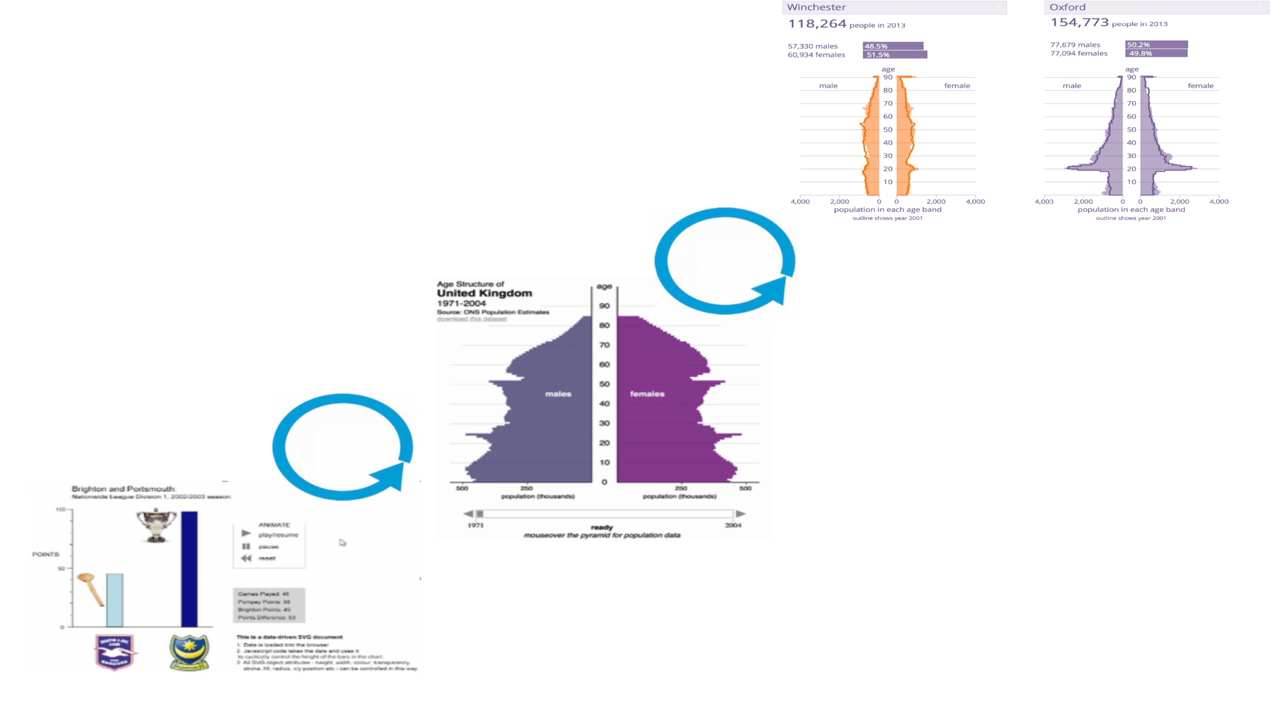 Winchester
118,264 people in 2013
57,330 males 48.5%
60,934 females 51.5%
age
male
female
90
80
70
60
50
40
30
20
10
4,000 2,000 0 0 2,000 4,000
population in each age band
outline shows year 2001
Oxford
154,773 people in 2013
77,679 males 50.2%
77,094 females 49.8%
age
male
female
90
80
70
60
50
40
30
20
10
4,000 2,000 0 0 2,000 4,000
population in each age band
outline shows year 2001
Age Structure of
United Kingdom
1971-2004
Source: ONS Population Estimates
download this dataset
age
90
80
70
60
50
40
30
20
10
0
males
females
500 250
250 500
population (thousands)
population (thousands)
1971
2004
ready
mouseover the pyramid for population data
Brighton and Portsmouth:
Nationwide League Division 1, 2002/2003 season
100
POINTS
50
0
ANIMATE
play/resume
pause
reset
Games Played: 46
Pompey Points: 98
Brighton Points: 45
Points Difference: 53
This is a data-driven SVG document
1. Data is loaded into the browser
2. Javascript code takes the data and uses it
to cyclically control the height of the bars in the chart
3. All SVG object attributes - height, width, colour, transparency,
stroke, fill, radius, x/y position etc - can be controlled in this way